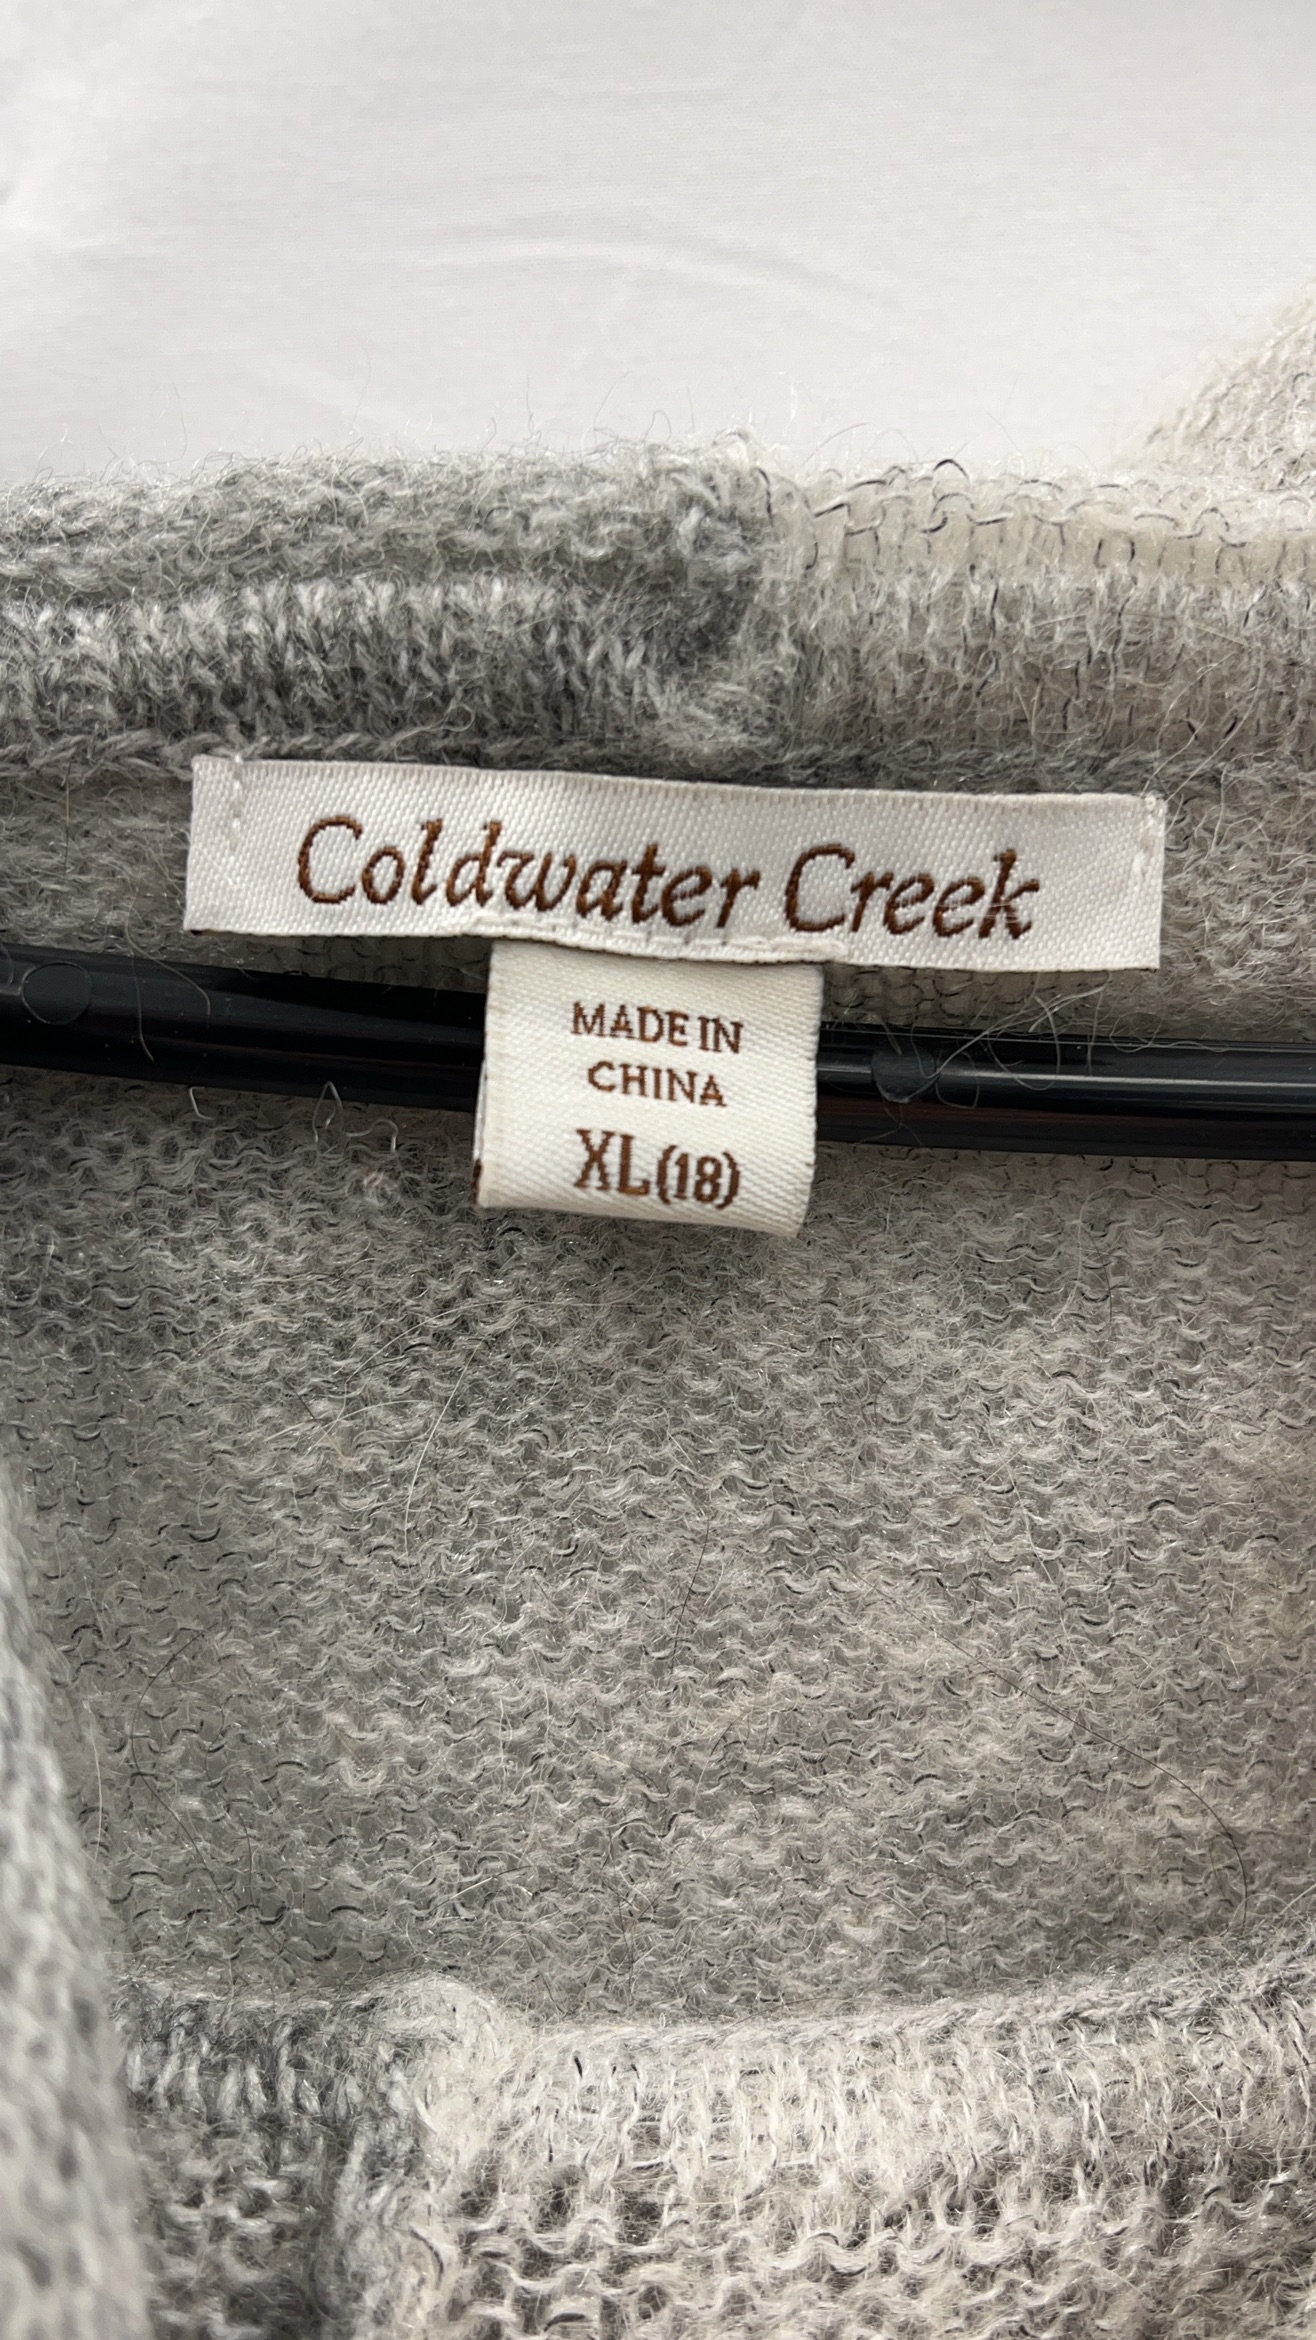 Coldwater Creek
MADE IN
CHINA
XL(18)